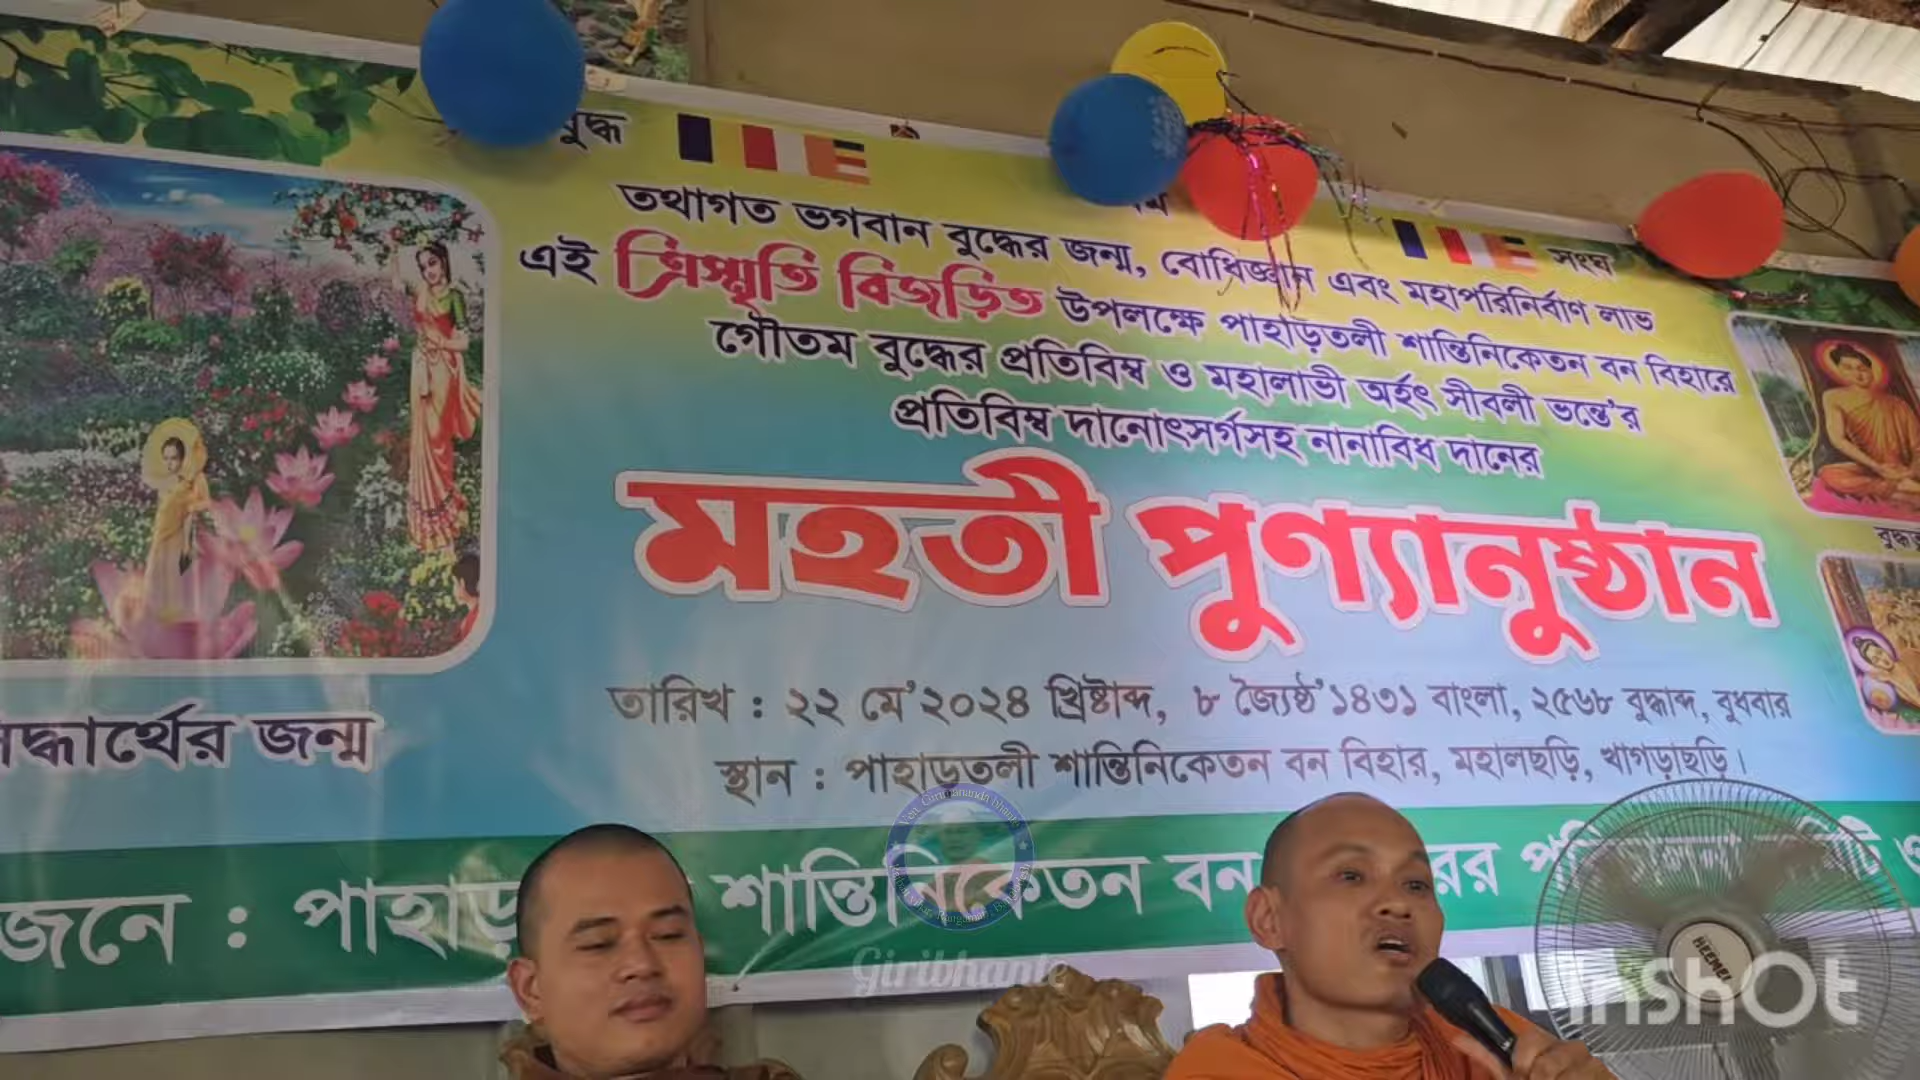 বুদ্ধ
সংঘ
তথাগত ভগবান বুদ্ধের জন্ম, বোধিজ্ঞান এবং মহাপরিনির্বাণ লাভ
এই ত্রিস্মৃতি বিজড়িত উপলক্ষে পাহাড়তলী শান্তিনিকেতন বন বিহারে
গৌতম বুদ্ধের প্রতিবিম্ব ও মহালাভী অর্হৎ সীবলী ভন্তে'র
প্রতিবিম্ব দানোৎসর্গসহ নানাবিধ দানের
মহতী পুণ্যানুষ্ঠান
তারিখ : ২২ মে'২০২৪ খ্রিষ্টাব্দ, ৮ জ্যৈষ্ঠ'১৪৩১ বাংলা, ২৫৬৮ বুদ্ধাব্দ, বুধবার
স্থান : পাহাড়তলী শান্তিনিকেতন বন বিহার, মহালছড়ি, খাগড়াছড়ি।
দ্ধার্থের জন্ম
জনে : পাহাড় শান্তিনিকেতন বন
Giribhante
KEEMEI
InShOt